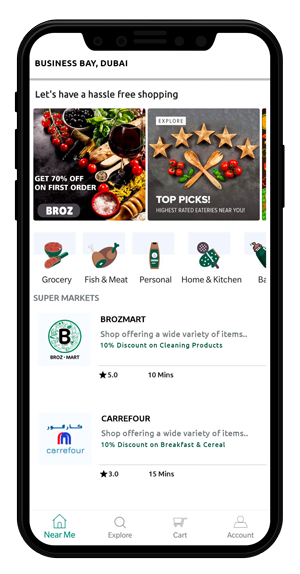 BUSINESS BAY, DUBAI
Let's have a hassle free shopping
GET 70% OFF
ON FIRST ORDER
BROZ
EXPLORE
TOP PICKS!
HIGHEST RATED EATERIES NEAR YOU!
Grocery
Fish & Meat
Personal
Home & Kitchen
Ba
SUPER MARKETS
B
BROZ•MART
BROZMART
Shop offering a wide variety of items..
10% Discount on Cleaning Products
5.0
10 Mins
كارفور
Carrefour
CARREFOUR
Shop offering a wide variety of items..
10% Discount on Breakfast & Cereal
3.0
15 Mins
Near Me
Explore
Cart
Account